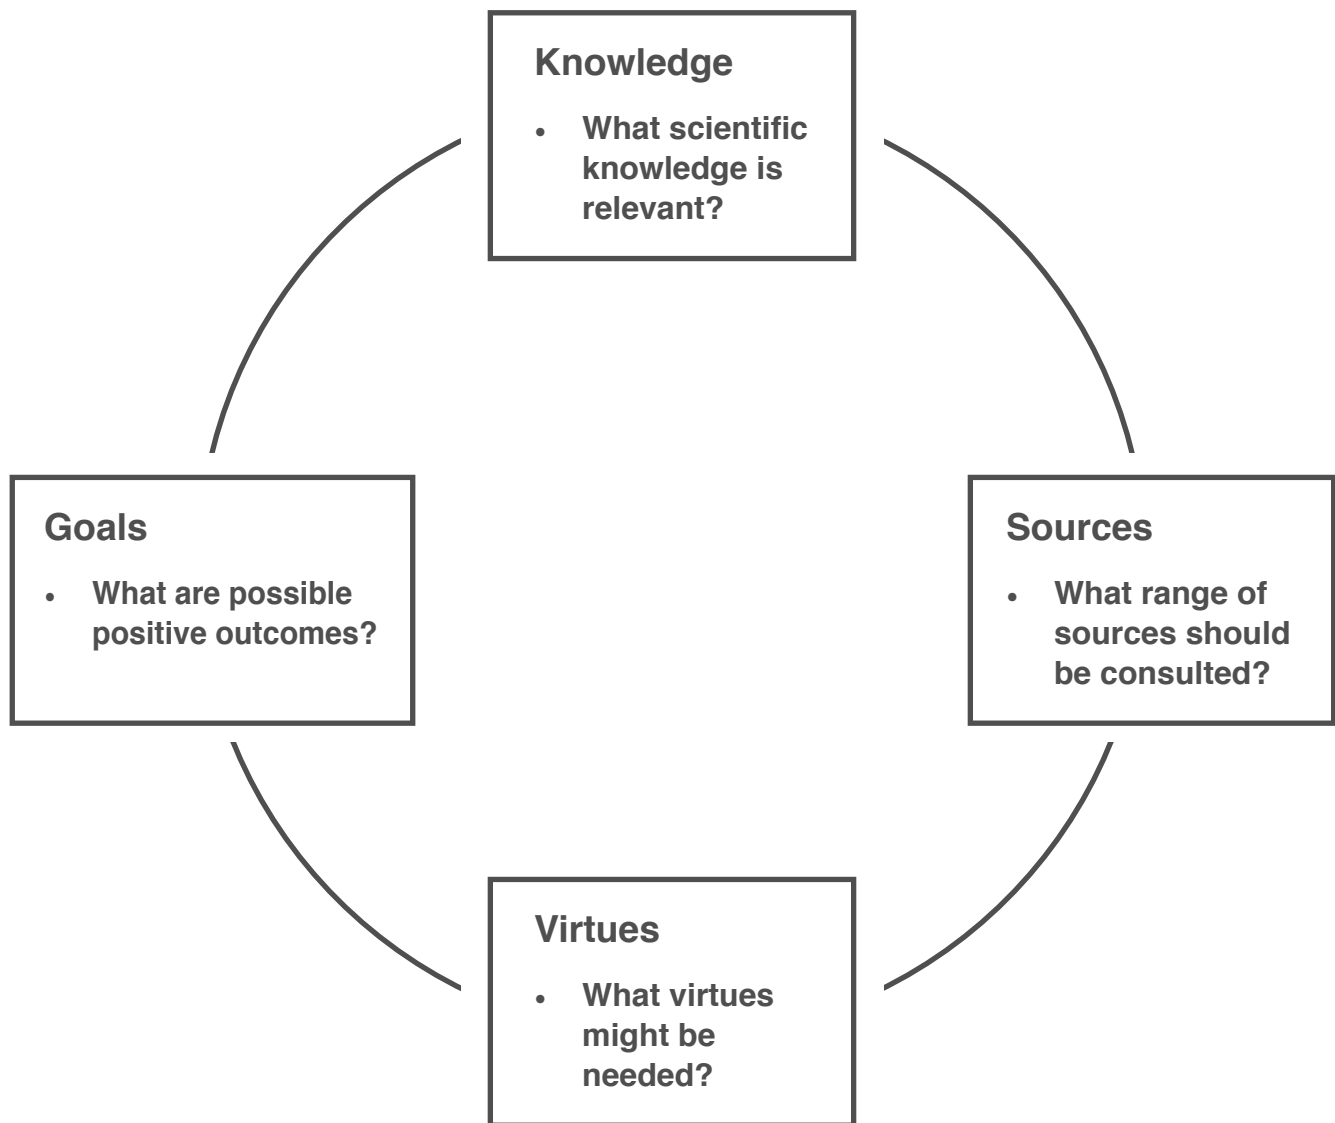 Knowledge
• What scientific
knowledge is
relevant?
Goals
• What are possible
positive outcomes?
Sources
• What range of
sources should
be consulted?
Virtues
• What virtues
might be
needed?